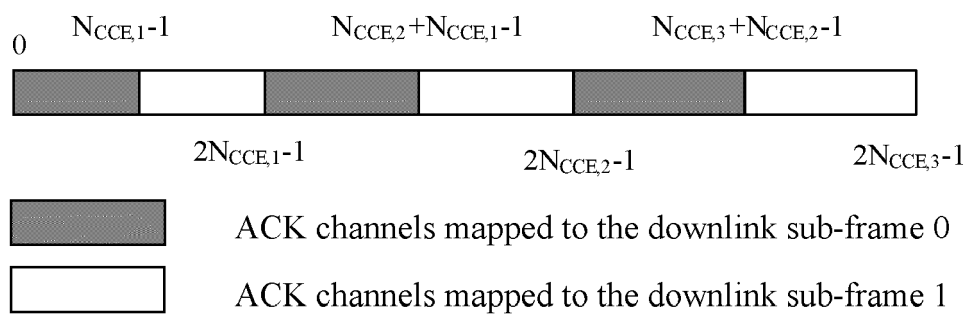 0
N_CCE,1-1 N_CCE,2+N_CCE,1-1 N_CCE,3+N_CCE,2-1
2N_CCE,1-1 2N_CCE,2-1 2N_CCE,3-1
ACK channels mapped to the downlink sub-frame 0
ACK channels mapped to the downlink sub-frame 1